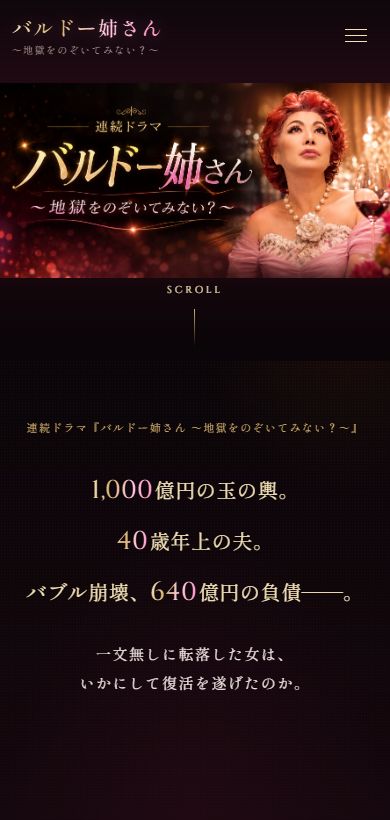 バルドー姉さん
～地獄をのぞいてみない？～
連続ドラマ
バルドー姉さん
～地獄をのぞいてみない？～
SCROLL
連続ドラマ『バルドー姉さん ～地獄をのぞいてみない？～』
1,000億円の玉の輿。
40歳年上の夫。
バブル崩壊、640億円の負債――。
一文無しに転落した女は、
いかにして復活を遂げたのか。